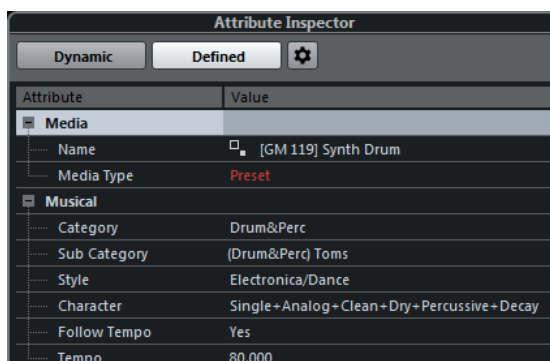 Attribute Inspector
Dynamic Defined
Attribute Value
Media
Name [GM 119] Synth Drum
Media Type Preset
Musical
Category Drum&Perc
Sub Category (Drum&Perc) Toms
Style Electronica/Dance
Character Single+Analog+Clean+Dry+Percussive+Decay
Follow Tempo Yes
Tempo 80.000